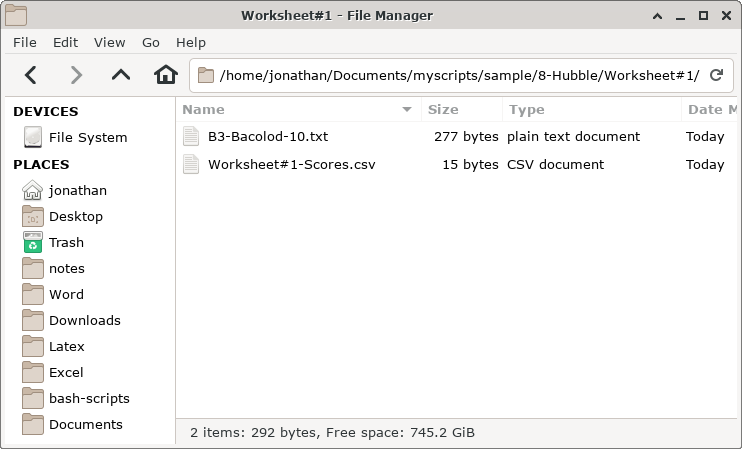 Worksheet#1 - File Manager
File Edit View Go Help
/home/jonathan/Documents/myscripts/sample/8-Hubble/Worksheet#1/
DEVICES
File System
PLACES
jonathan
Desktop
Trash
notes
Word
Downloads
Latex
Excel
bash-scripts
Documents
Name Size Type Date M
B3-Bacolod-10.txt 277 bytes plain text document Today
Worksheet#1-Scores.csv 15 bytes CSV document Today
2 items: 292 bytes, Free space: 745.2 GiB